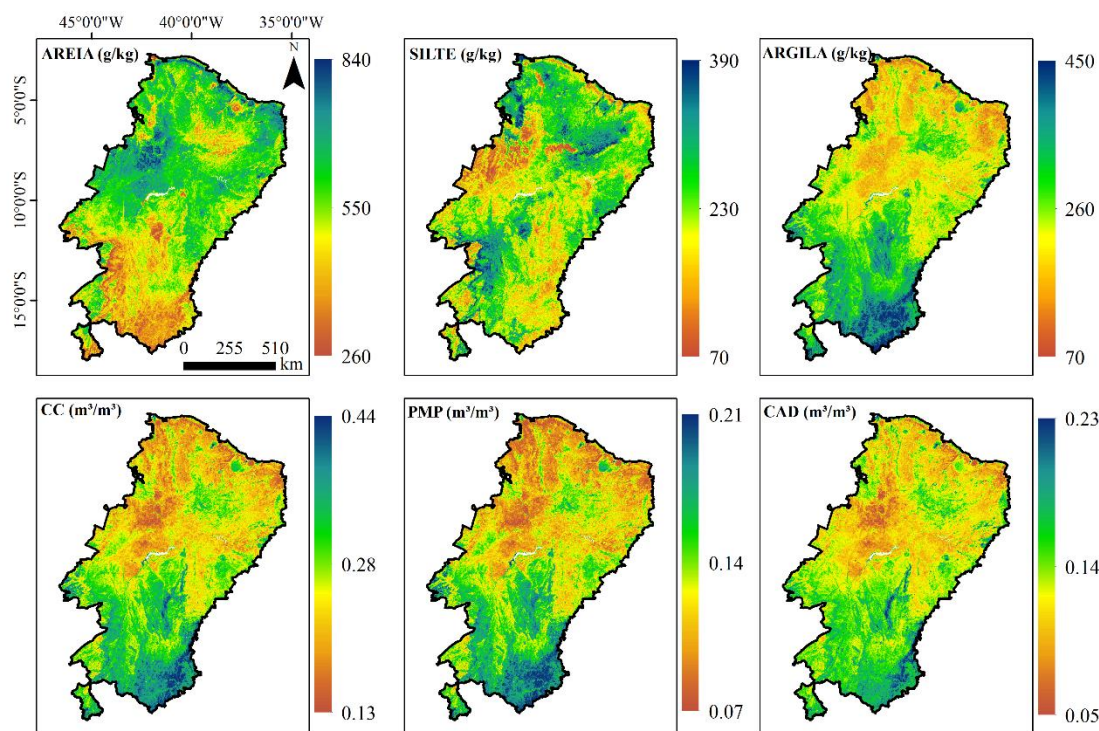 45°0'0"W 40°0'0"W 35°0'0"W
AREIA (g/kg)
N
5°0'0"S
10°0'0"S
15°0'0"S
0 255 510
km
840
550
260
SILTE (g/kg)
390
230
70
ARGILA (g/kg)
450
260
70
CC (m³/m³)
0.44
0.28
0.13
PMP (m³/m³)
0.21
0.14
0.07
CAD (m³/m³)
0.23
0.14
0.05